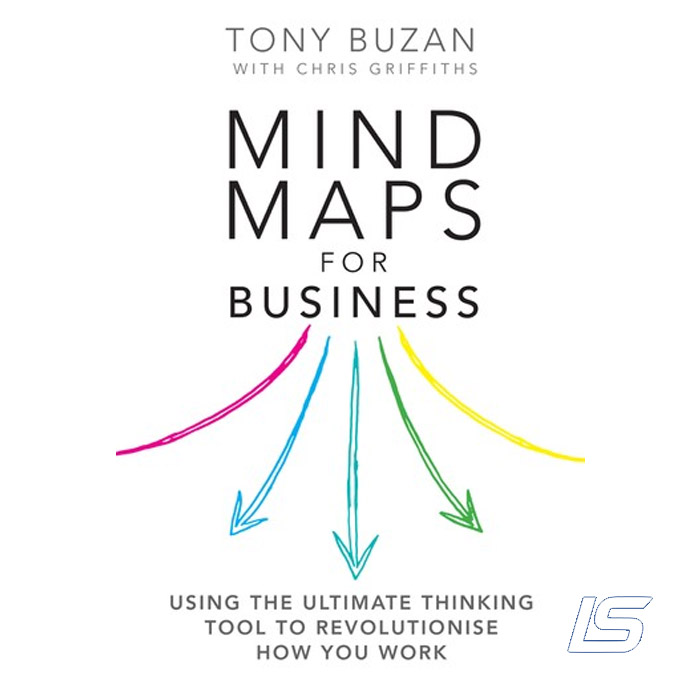 TONY BUZAN
WITH CHRIS GRIFFITHS
MIND
MAPS
FOR
BUSINESS
USING THE ULTIMATE THINKING
TOOL TO REVOLUTIONISE
HOW YOU WORK
LS